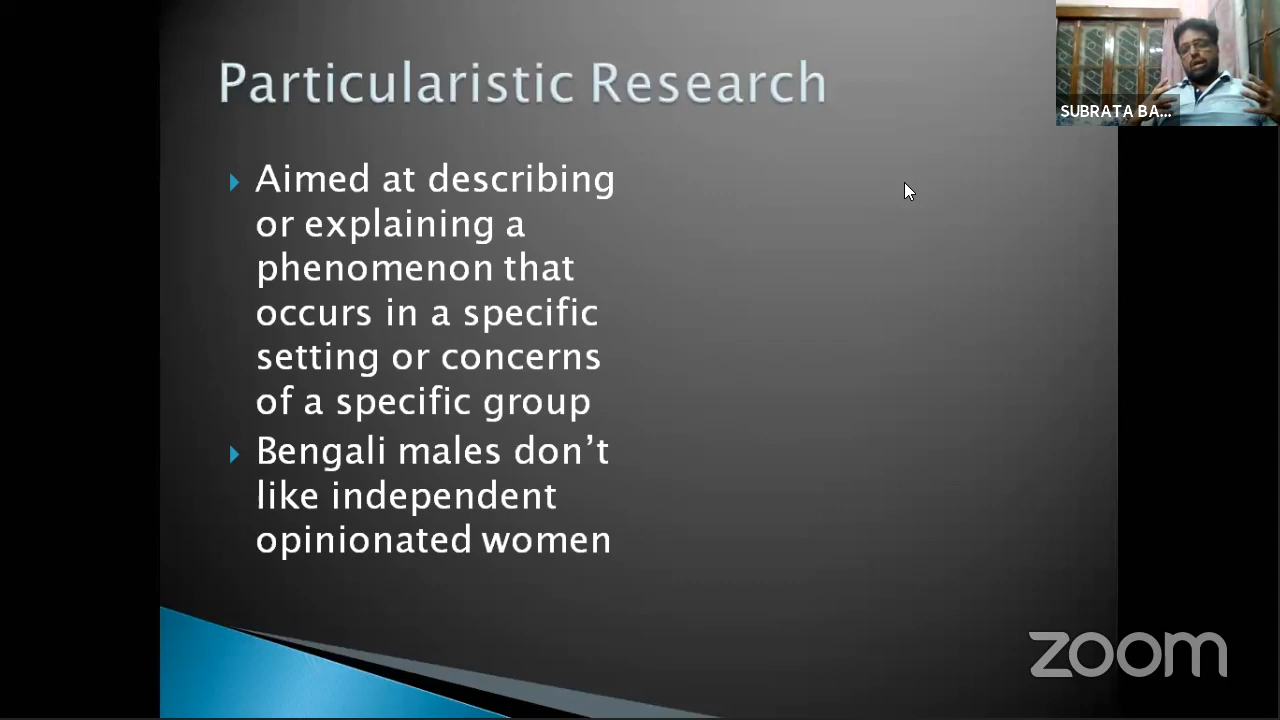 Particularistic Research
SUBRATA BA...
Aimed at describing
or explaining a
phenomenon that
occurs in a specific
setting or concerns
of a specific group
Bengali males don’t
like independent
opinionated women
zoom